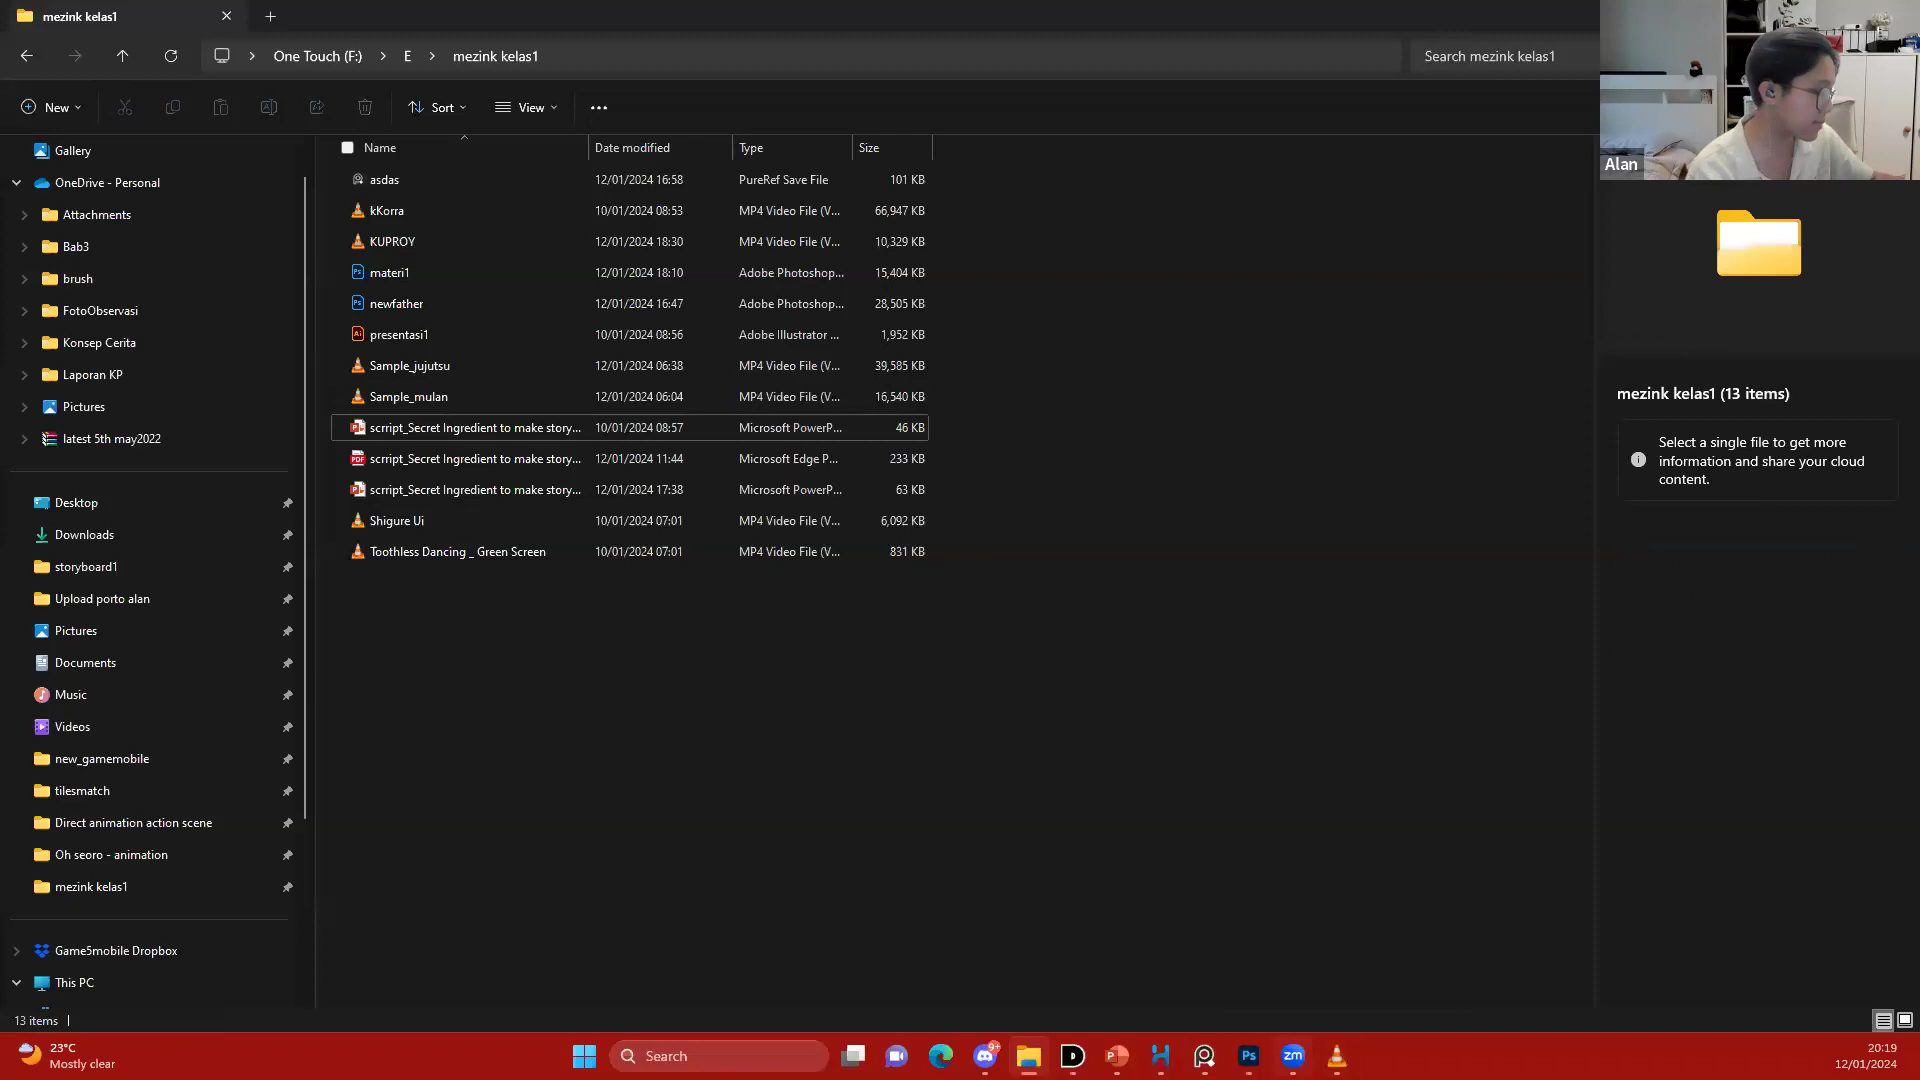 mezink kelas1
One Touch (F:) > E > mezink kelas1
Search mezink kelas1
New
Sort
View
Alan
Name Date modified Type Size
asdas 12/01/2024 16:58 PureRef Save File 101 KB
kKorra 10/01/2024 08:53 MP4 Video File (V... 66,947 KB
KUPROY 12/01/2024 18:30 MP4 Video File (V... 10,329 KB
materi1 12/01/2024 18:10 Adobe Photoshop... 15,404 KB
newfather 12/01/2024 16:47 Adobe Photoshop... 28,505 KB
presentasi1 10/01/2024 08:56 Adobe Illustrator ... 1,952 KB
Sample_jujutsu 12/01/2024 06:38 MP4 Video File (V... 39,585 KB
Sample_mulan 12/01/2024 06:04 MP4 Video File (V... 16,540 KB
scrript_Secret Ingredient to make story... 10/01/2024 08:57 Microsoft PowerP... 46 KB
scrript_Secret Ingredient to make story... 12/01/2024 11:44 Microsoft Edge P... 233 KB
scrript_Secret Ingredient to make story... 12/01/2024 17:38 Microsoft PowerP... 63 KB
Shigure Ui 10/01/2024 07:01 MP4 Video File (V... 6,092 KB
Toothless Dancing _ Green Screen 10/01/2024 07:01 MP4 Video File (V... 831 KB
Gallery
OneDrive - Personal
Attachments
Bab3
brush
FotoObservasi
Konsep Cerita
Laporan KP
Pictures
latest 5th may2022
Desktop
Downloads
storyboard1
Upload porto alan
Pictures
Documents
Music
Videos
new_gamemobile
tilesmatch
Direct animation action scene
Oh seoro - animation
mezink kelas1
Game5mobile Dropbox
This PC
mezink kelas1 (13 items)
Select a single file to get more
information and share your cloud
content.
13 items
23°C
Mostly clear
Search
9+
zm
20:19
12/01/2024